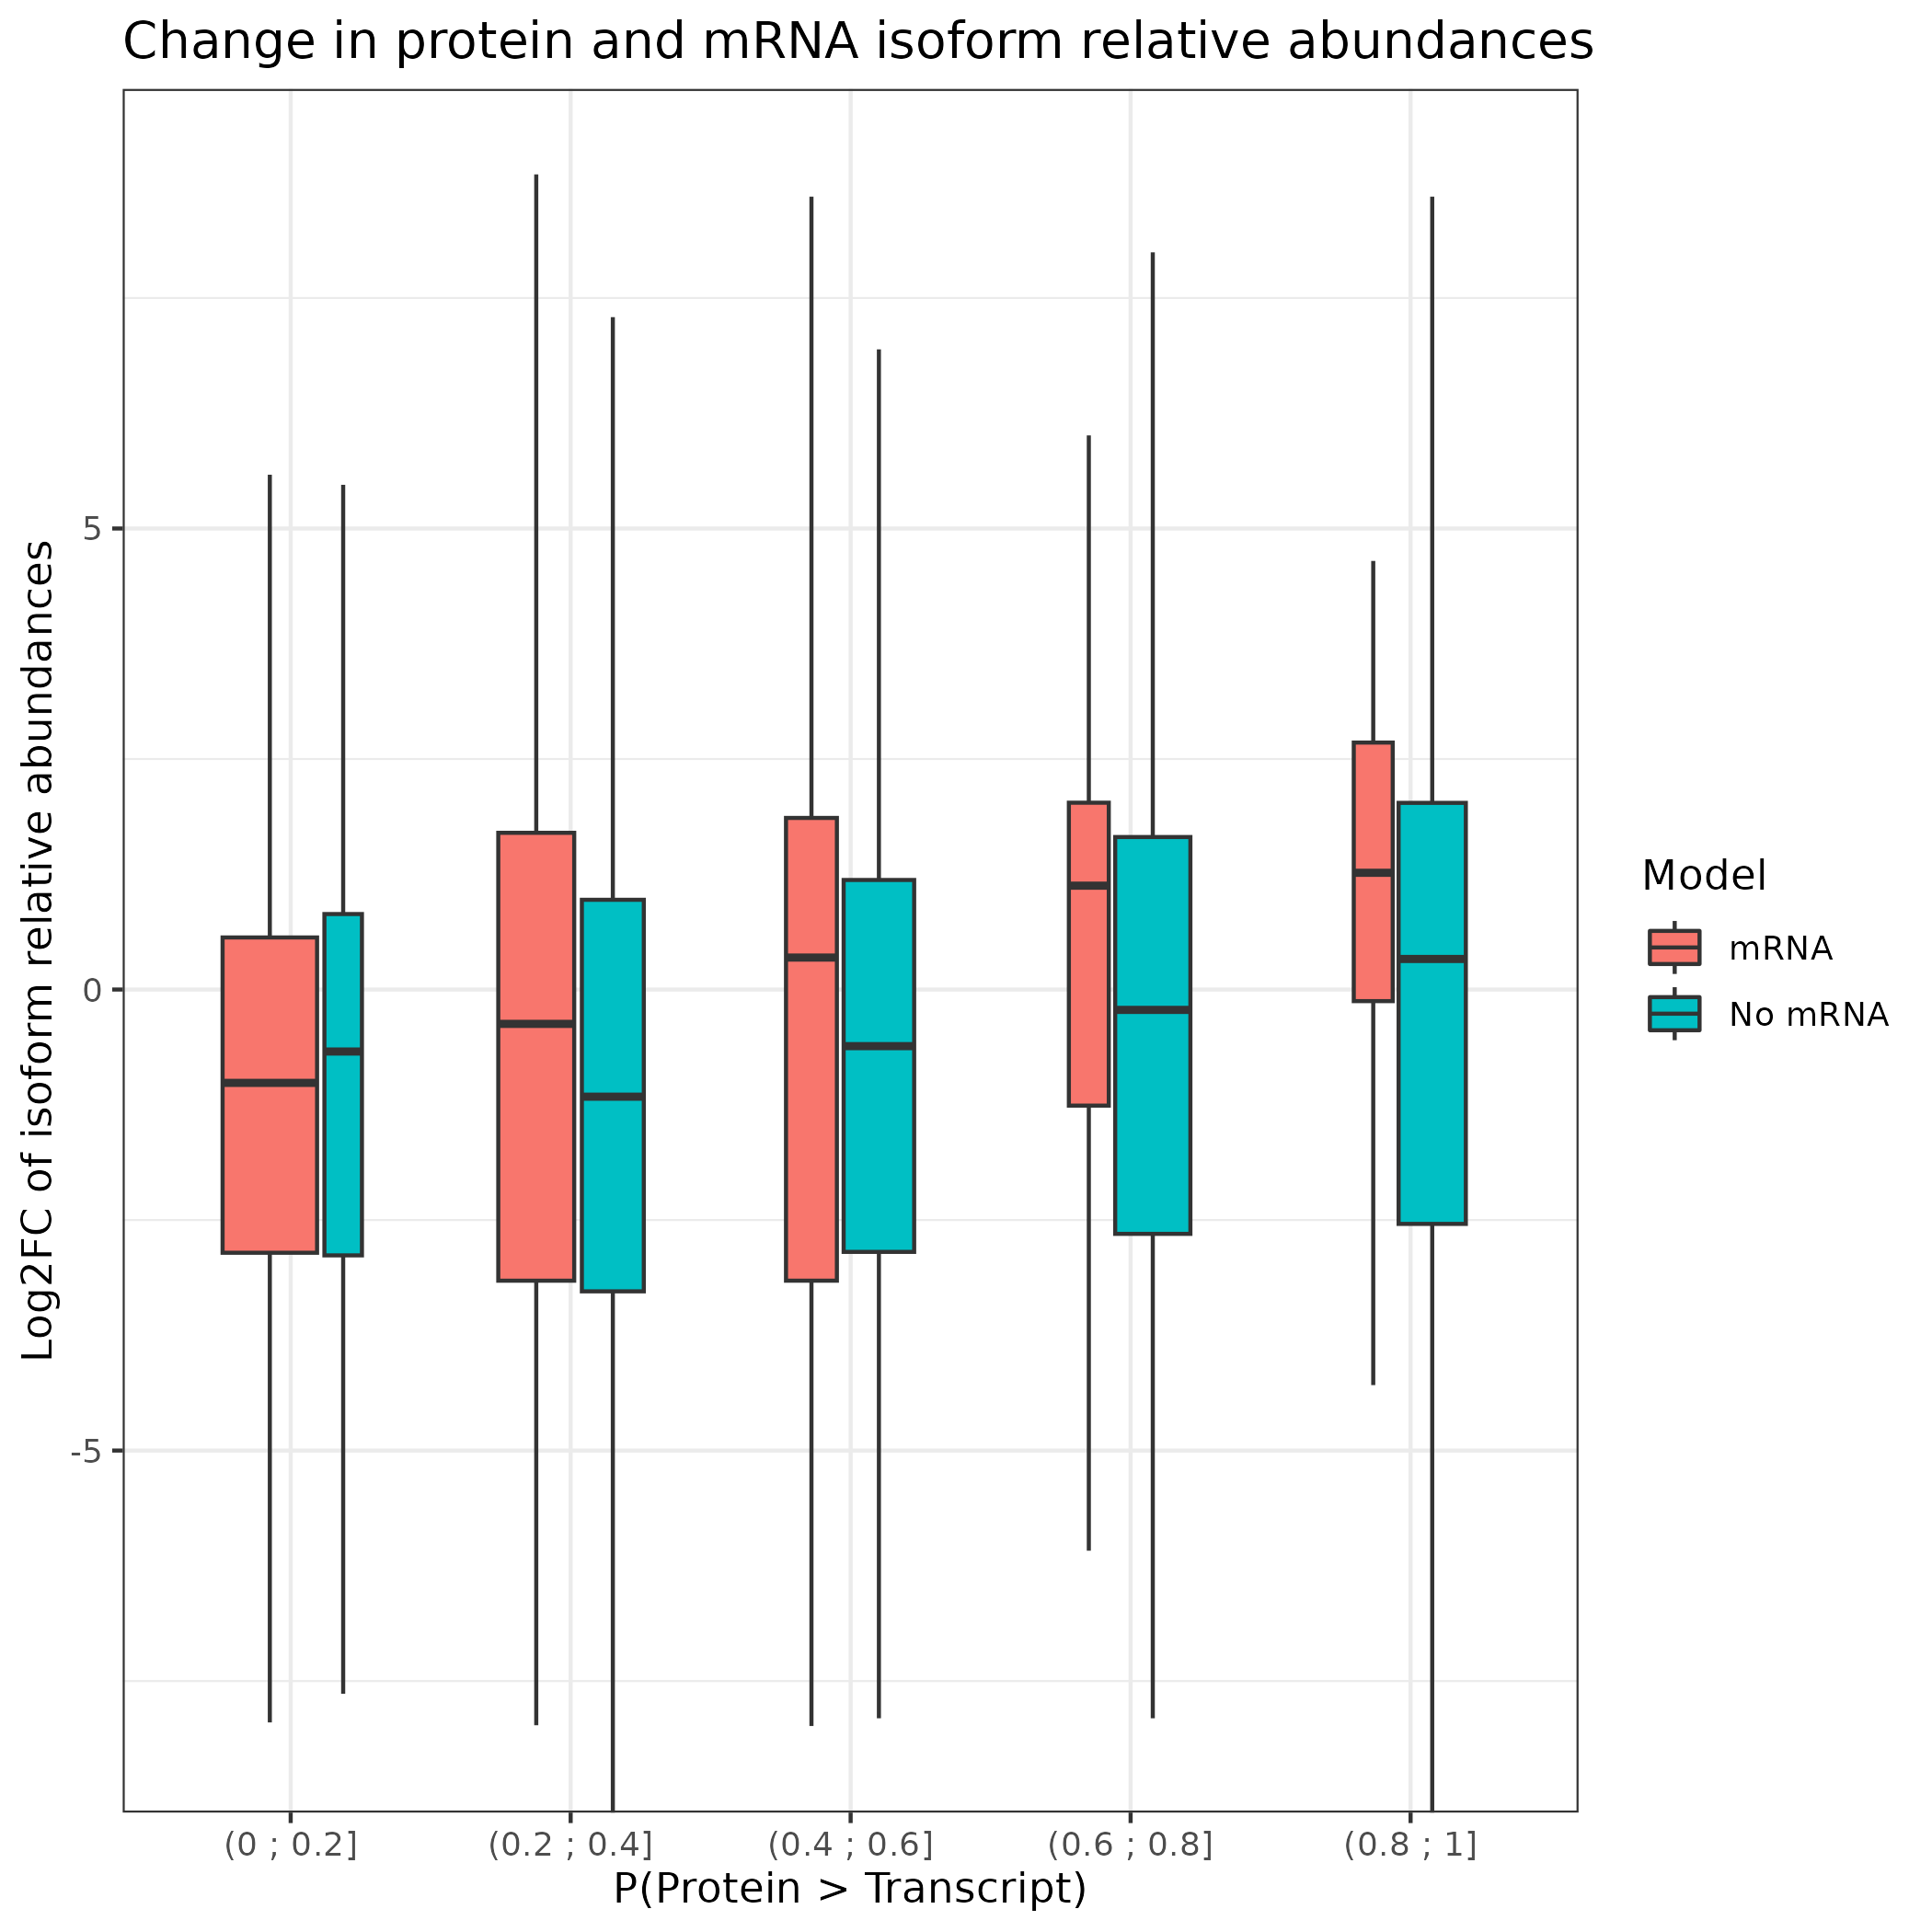 Change in protein and mRNA isoform relative abundances
Log2FC of isoform relative abundances
5
0
-5
(0 ; 0.2]
(0.2 ; 0.4]
(0.4 ; 0.6]
(0.6 ; 0.8]
(0.8 ; 1]
P(Protein > Transcript)
Model
mRNA
No mRNA